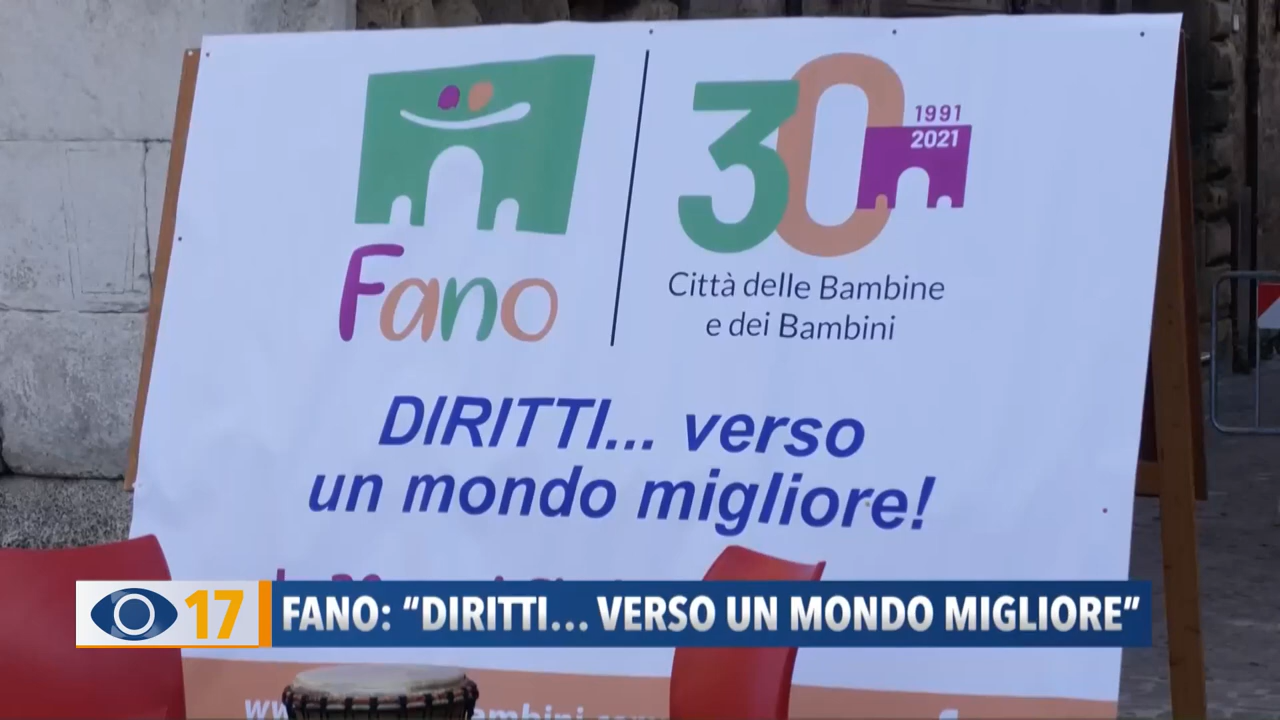 Fano
30
1991
2021
Città delle Bambine
e dei Bambini
DIRITTI... verso
un mondo migliore!
17
FANO: “DIRITTI... VERSO UN MONDO MIGLIORE”